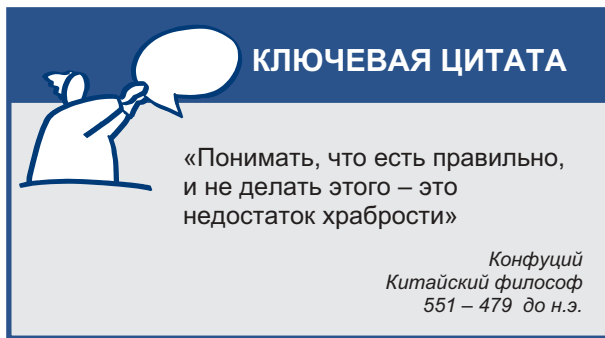 КЛЮЧЕВАЯ ЦИТАТА
«Понимать, что есть правильно,
и не делать этого – это
недостаток храбрости»
Конфуций
Китайский философ
551 – 479 до н.э.